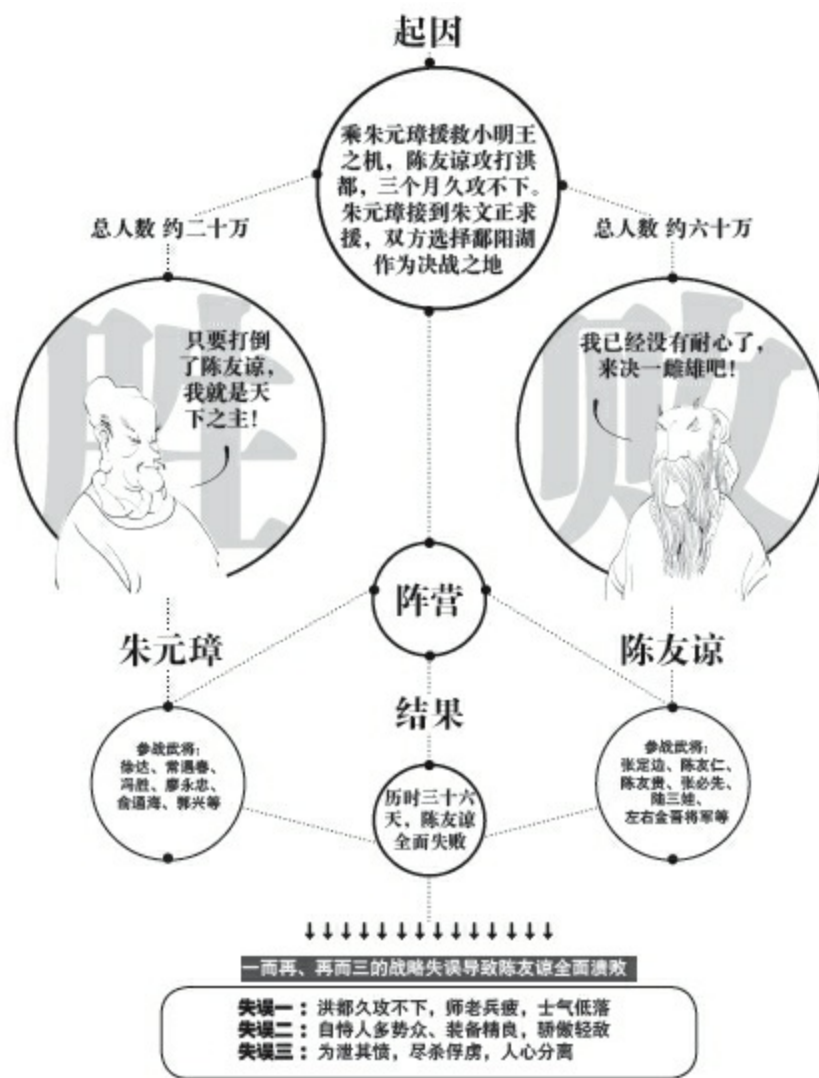 起因
乘朱元璋援救小明王
之机，陈友谅攻打洪
都，三个月久攻不下。
朱元璋接到朱文正求
援，双方选择鄱阳湖
作为决战之地
总人数 约二十万
总人数 约六十万
胜
只要打倒
了陈友谅，
我就是天
下之主！
败
我已经没有耐心了，
来决一雌雄吧！
阵营
朱元璋
陈友谅
参战武将：
徐达、常遇春、
冯胜、廖永忠、
俞通海、郭兴等
结果
历时三十六
天，陈友谅
全面失败
参战武将：
张定边、陈友仁、
陈友贵、张必先、
陆三娃、
左右金吾将军等
一而再、再而三的战略失误导致陈友谅全面溃败
失误一：洪都久攻不下，师老兵疲，士气低落
失误二：自恃人多势众、装备精良，骄傲轻敌
失误三：为泄其愤，尽杀俘虏，人心分离